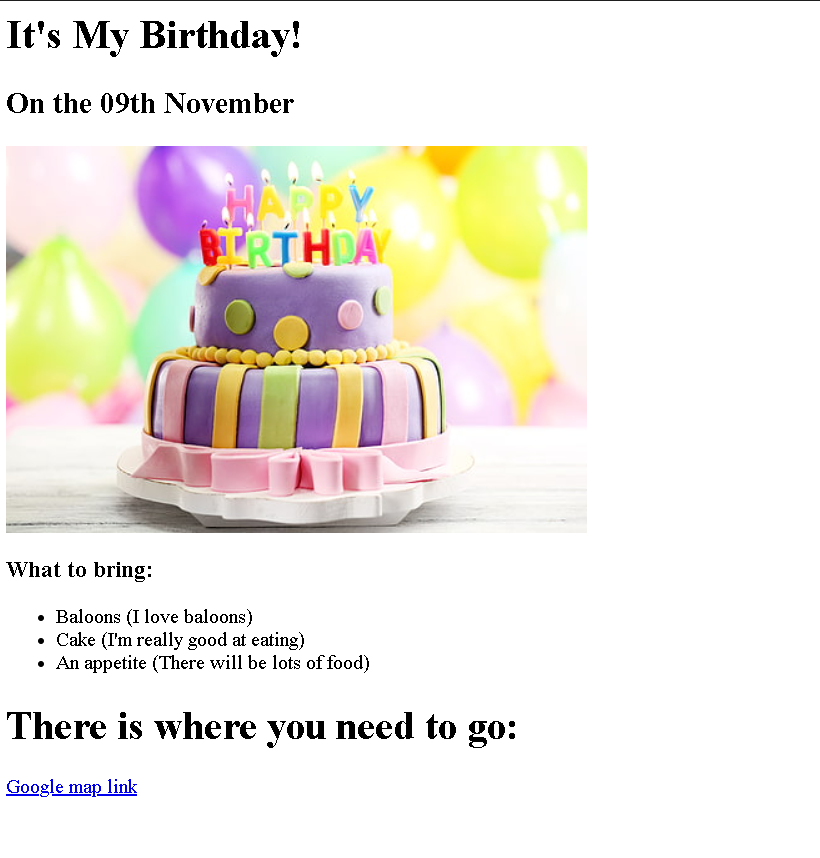 It's My Birthday!
On the 09th November
HAPPY
BIRTHDAY
What to bring:
Baloons (I love baloons)
Cake (I'm really good at eating)
An appetite (There will be lots of food)
There is where you need to go:
Google map link